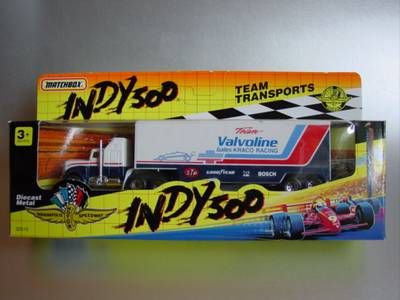 MATCHBOX
INDY 500
TEAM TRANSPORTS
3+
Team
Valvoline
Galles KRACO RACING
STP
GOODYEAR
BOSCH
Diecast
Metal
INDIANAPOLIS
SPEEDWAY
INDY 500